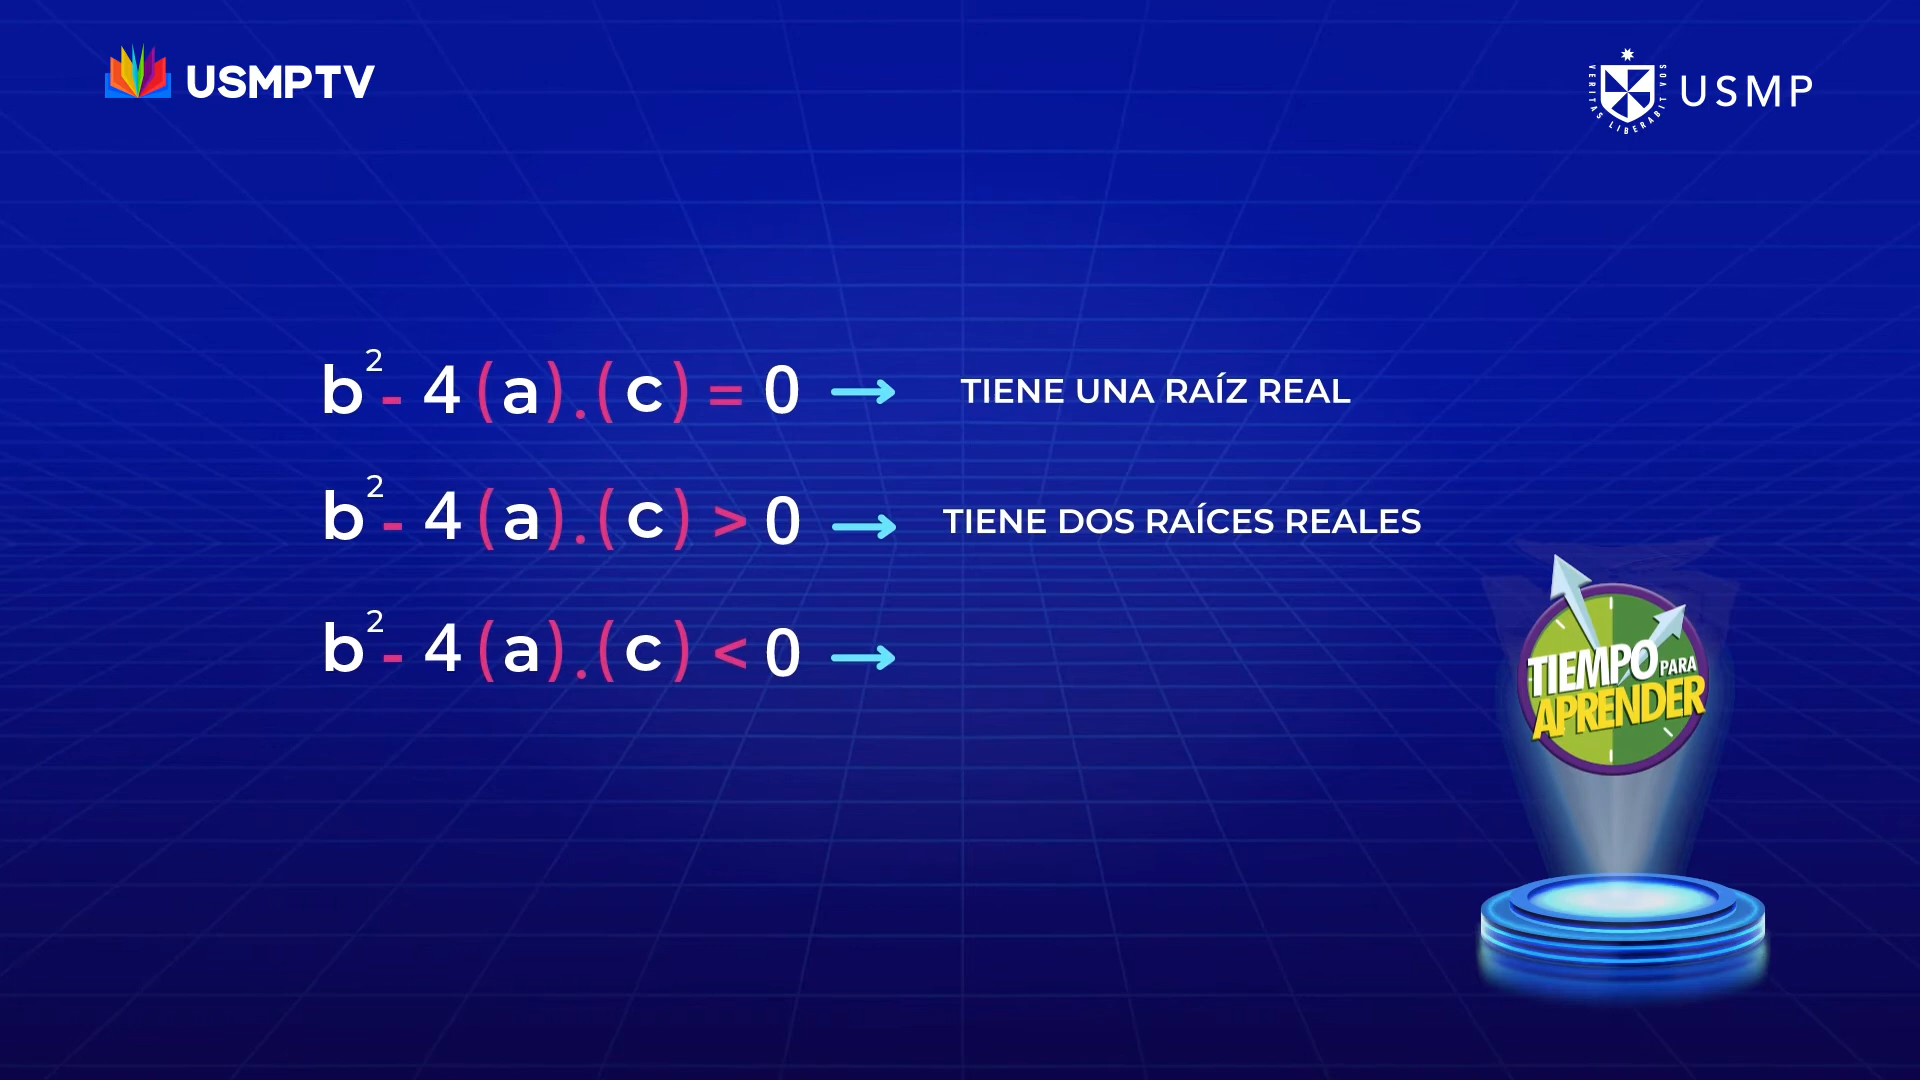 USMPTV
VERITAS LIBERABIT VOS
USMP
b² - 4 (a) . (c) = 0 → TIENE UNA RAÍZ REAL
b² - 4 (a) . (c) > 0 → TIENE DOS RAÍCES REALES
b² - 4 (a) . (c) < 0 →
TIEMPO PARA
APRENDER